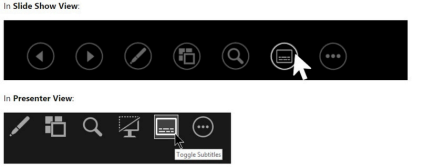 In Slide Show View:
In Presenter View:
Toggle Subtitles